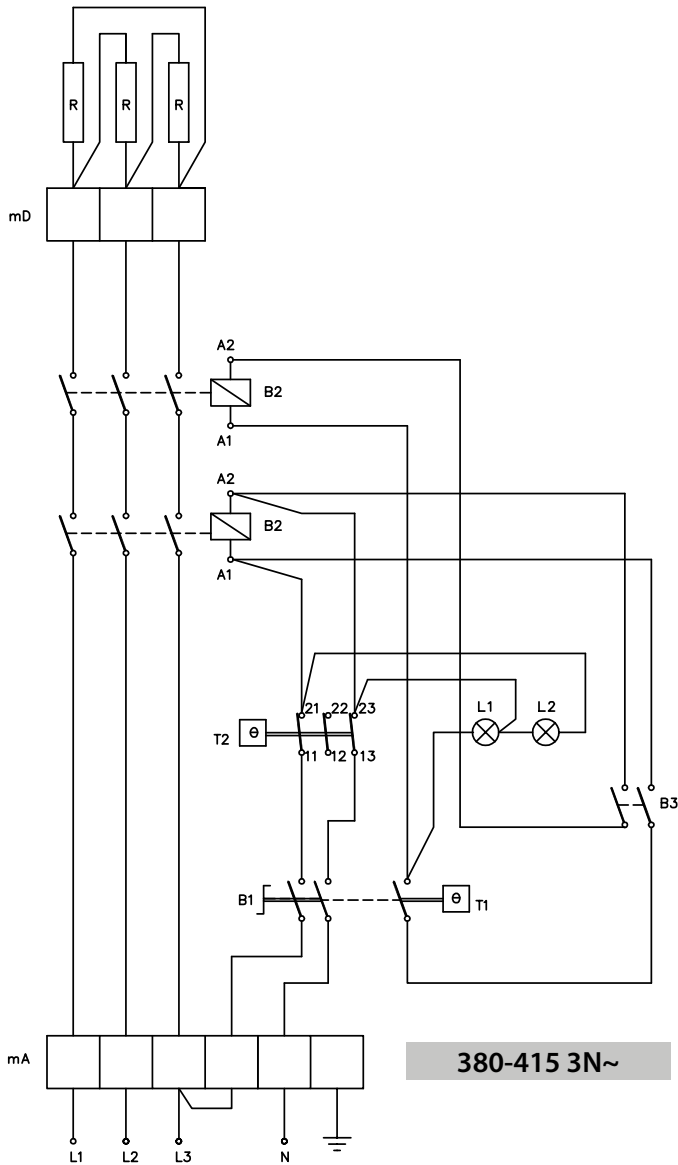 R R R
mD
A2
B2
A1
A2
B2
A1
21 22 23
L1 L2
T2 θ
11 12 13
B3
B1 θ T1
mA
380-415 3N~
L1 L2 L3 N